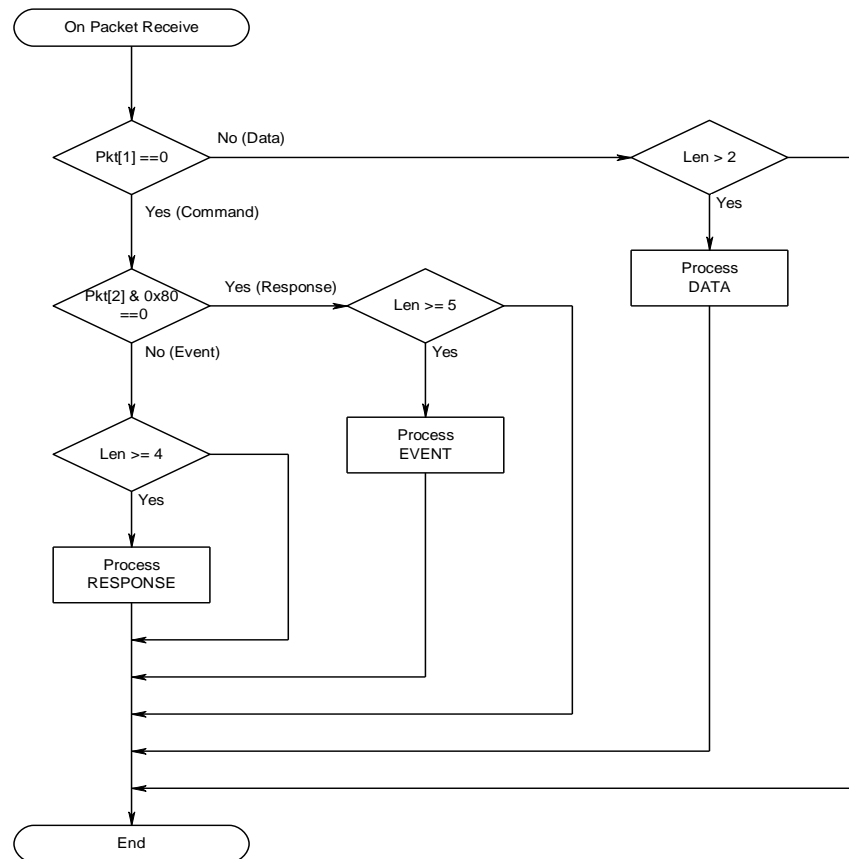 On Packet Receive
No (Data)
Pkt[1] ==0
Len > 2
Yes (Command)
Yes
Process
DATA
Pkt[2] & 0x80
==0
Yes (Response)
Len >= 5
No (Event)
Yes
Process
EVENT
Len >= 4
Yes
Process
RESPONSE
End